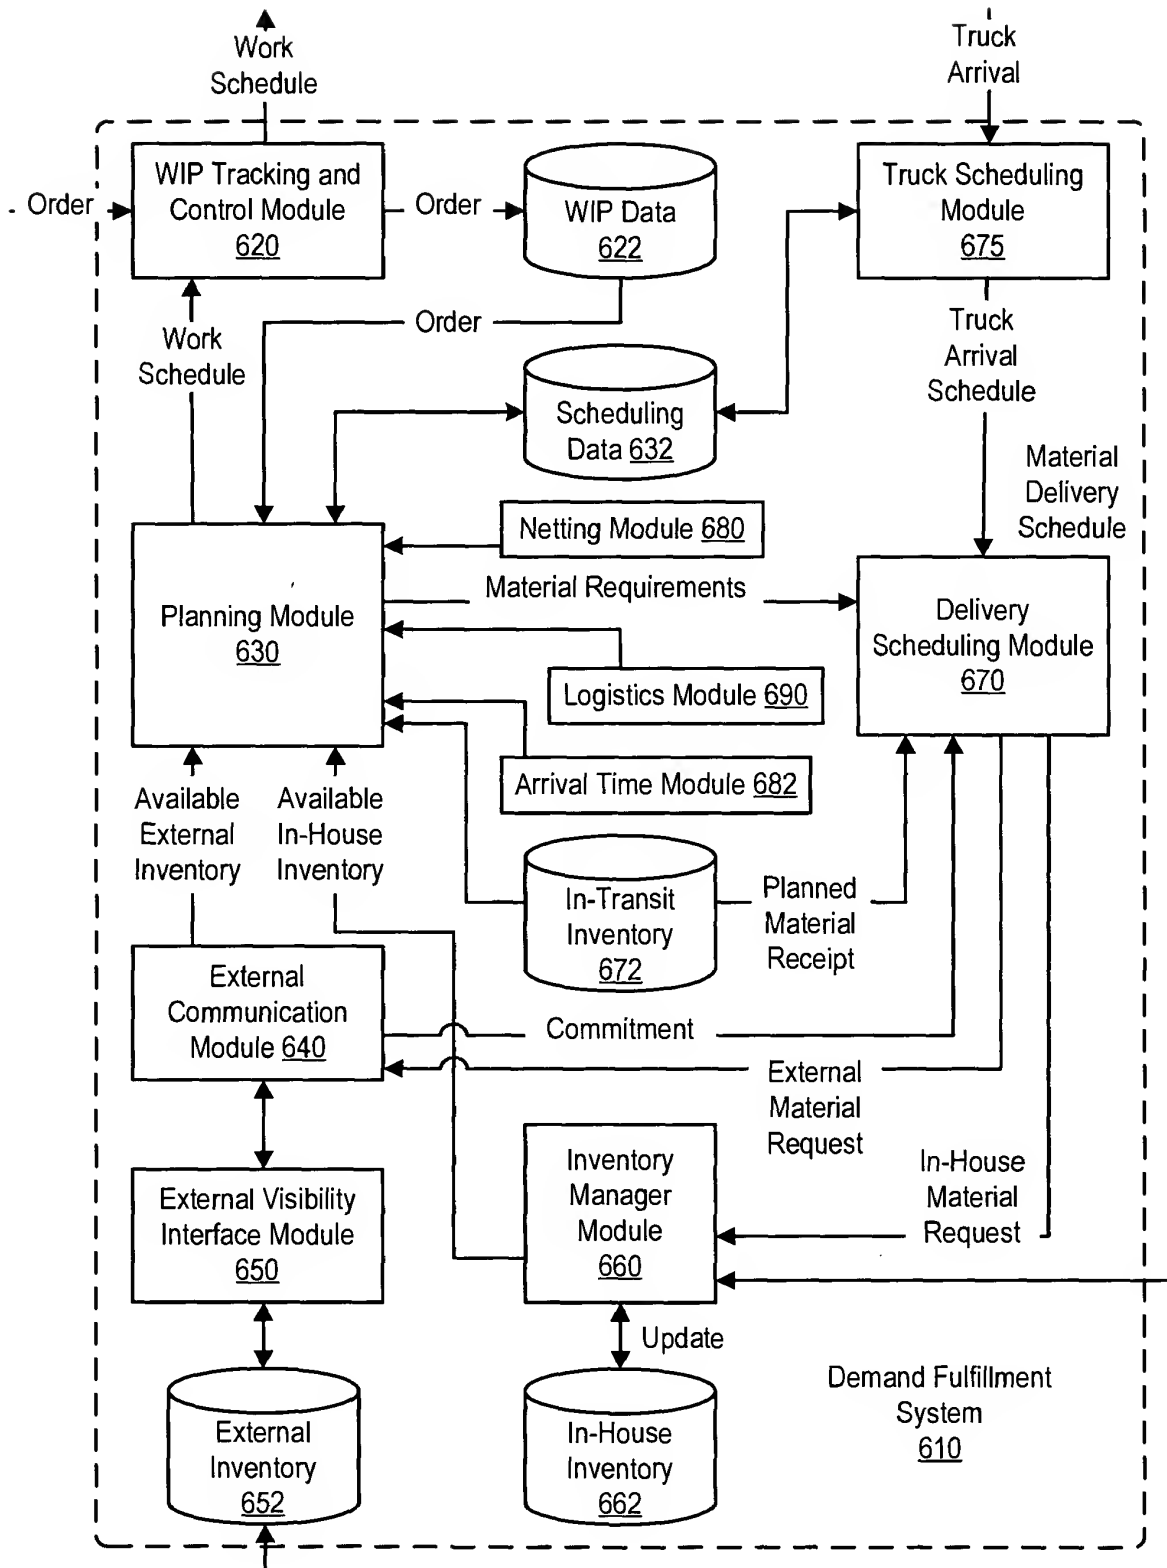 Work
Schedule
Truck
Arrival
Order
WIP Tracking and
Control Module
620
Order
WIP Data
622
Truck Scheduling
Module
675
Order
Work
Schedule
Truck
Arrival
Schedule
Scheduling
Data 632
Material
Delivery
Schedule
Netting Module 680
Planning Module
630
Material Requirements
Delivery
Scheduling Module
670
Logistics Module 690
Arrival Time Module 682
Available
External
Inventory
Available
In-House
Inventory
In-Transit
Inventory
672
Planned
Material
Receipt
External
Communication
Module 640
Commitment
External
Material
Request
In-House
Material
Request
External Visibility
Interface Module
650
Inventory
Manager
Module
660
Update
External
Inventory
652
In-House
Inventory
662
Demand Fulfillment
System
610